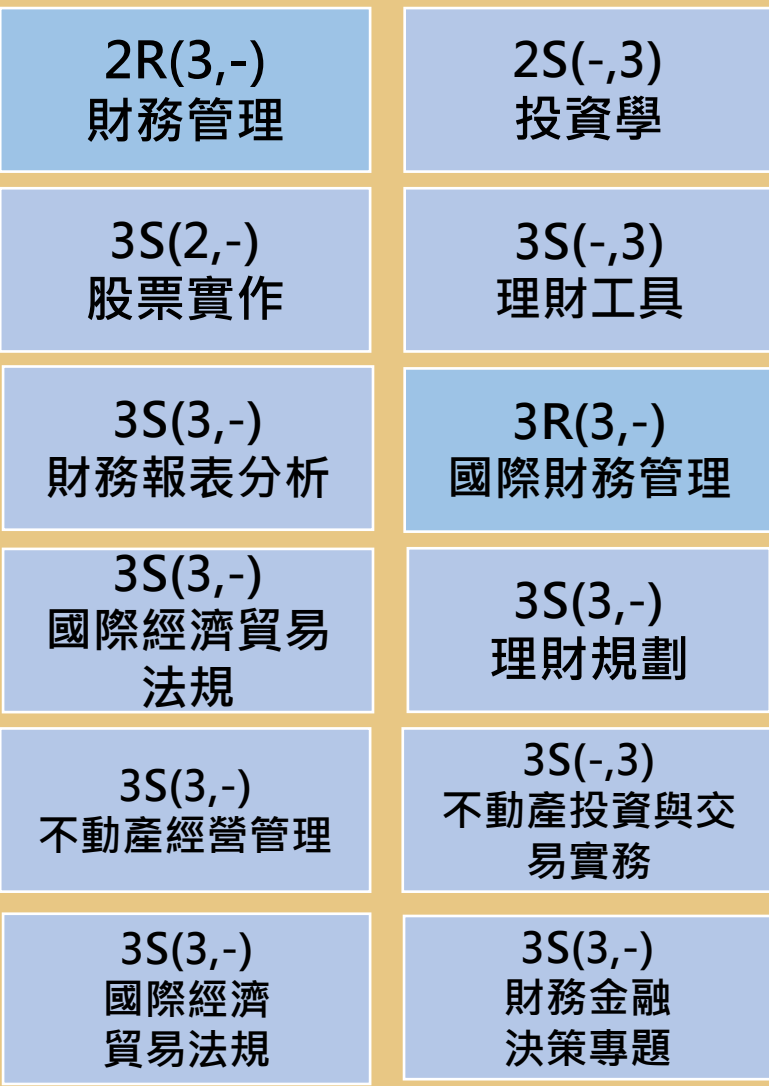 2R(3,-)
財務管理
2S(-,3)
投資學
3S(2,-)
股票實作
3S(-,3)
理財工具
3S(3,-)
財務報表分析
3R(3,-)
國際財務管理
3S(3,-)
國際經濟貿易
法規
3S(3,-)
理財規劃
3S(3,-)
不動產經營管理
3S(-,3)
不動產投資與交
易實務
3S(3,-)
國際經濟
貿易法規
3S(3,-)
財務金融
決策專題